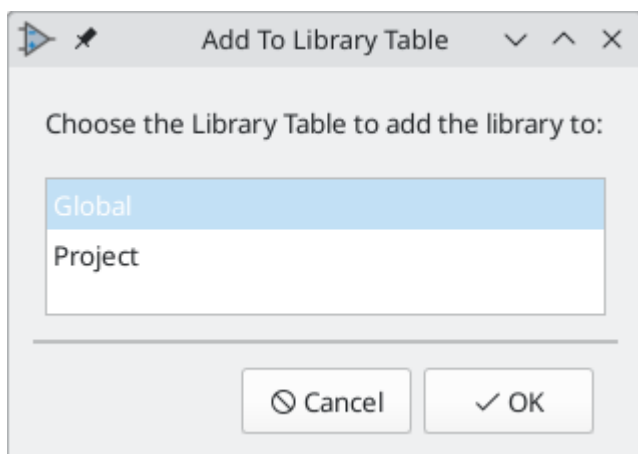 Add To Library Table
Choose the Library Table to add the library to:
Global
Project
Cancel
OK